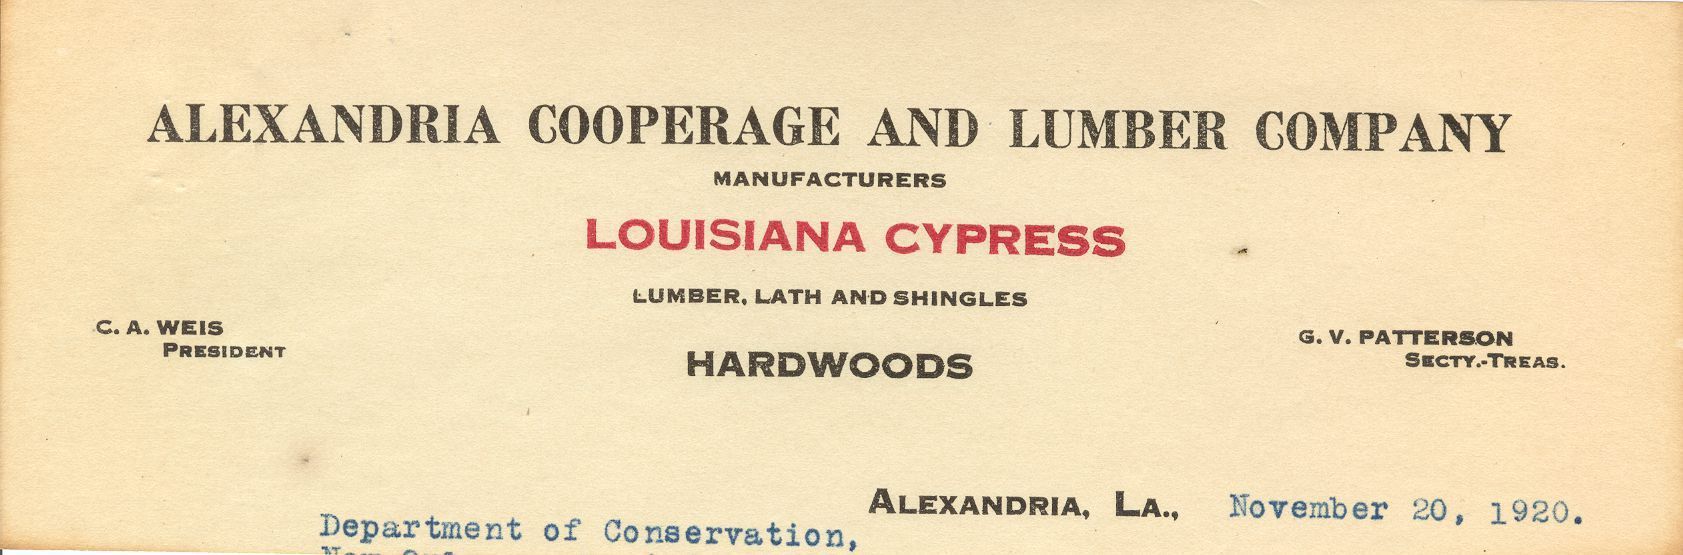 ALEXANDRIA COOPERAGE AND LUMBER COMPANY
MANUFACTURERS
LOUISIANA CYPRESS
LUMBER, LATH AND SHINGLES
C. A. WEIS
PRESIDENT
G. V. PATTERSON
SECTY.-TREAS.
HARDWOODS
ALEXANDRIA, LA., November 20, 1920.
Department of Conservation,